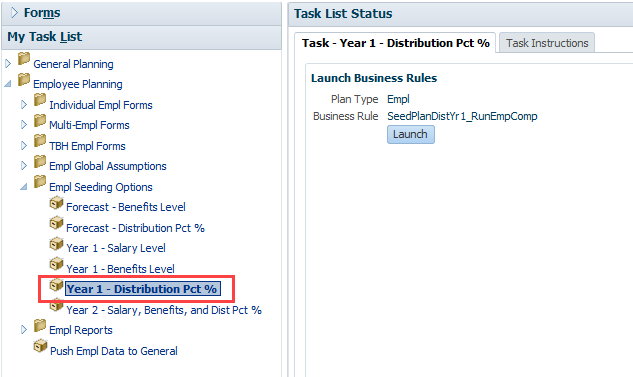 Forms
My Task List
General Planning
Employee Planning
Individual Empl Forms
Multi-Empl Forms
TBH Empl Forms
Empl Global Assumptions
Empl Seeding Options
Forecast - Benefits Level
Forecast - Distribution Pct %
Year 1 - Salary Level
Year 1 - Benefits Level
Year 1 - Distribution Pct %
Year 2 - Salary, Benefits, and Dist Pct %
Empl Reports
Push Empl Data to General
Task List Status
Task - Year 1 - Distribution Pct % Task Instructions
Launch Business Rules
Plan Type Empl
Business Rule SeedPlanDistYr1_RunEmpComp
Launch